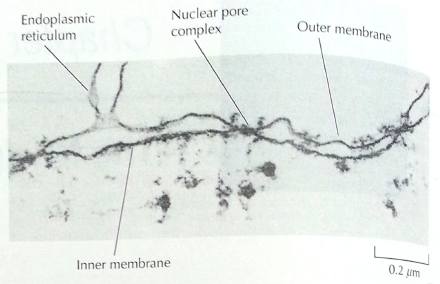 Endoplasmic
reticulum
Nuclear pore
complex
Outer membrane
Inner membrane
0.2 µm